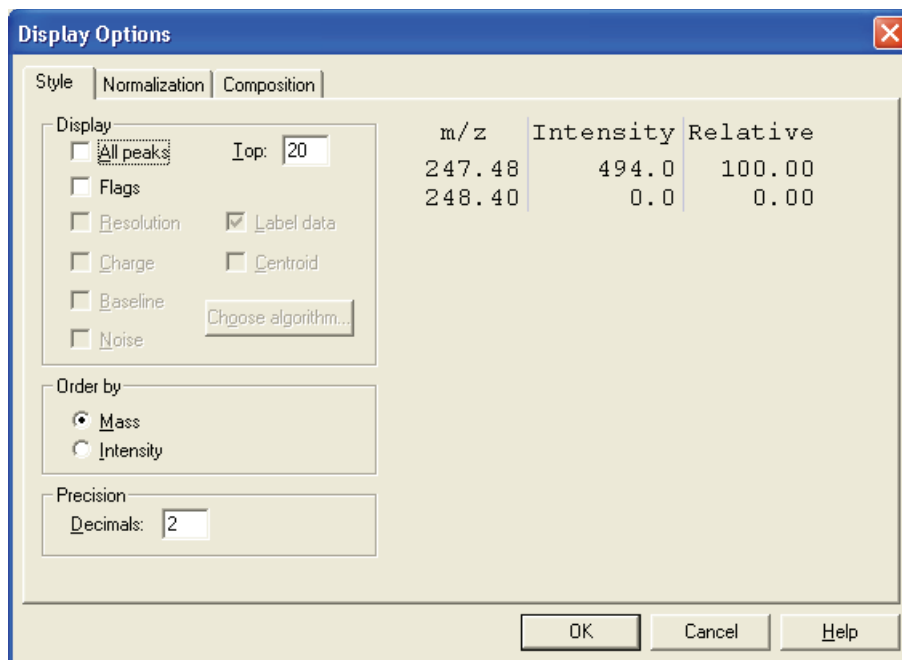 Display Options
Style Normalization Composition
Display
All peaks Top: 20
Flags
Resolution Label data
Charge Centroid
Baseline
Choose algorithm...
Noise
Order by
Mass
Intensity
Precision
Decimals: 2
m/z Intensity Relative
247.48 494.0 100.00
248.40 0.0 0.00
OK Cancel Help